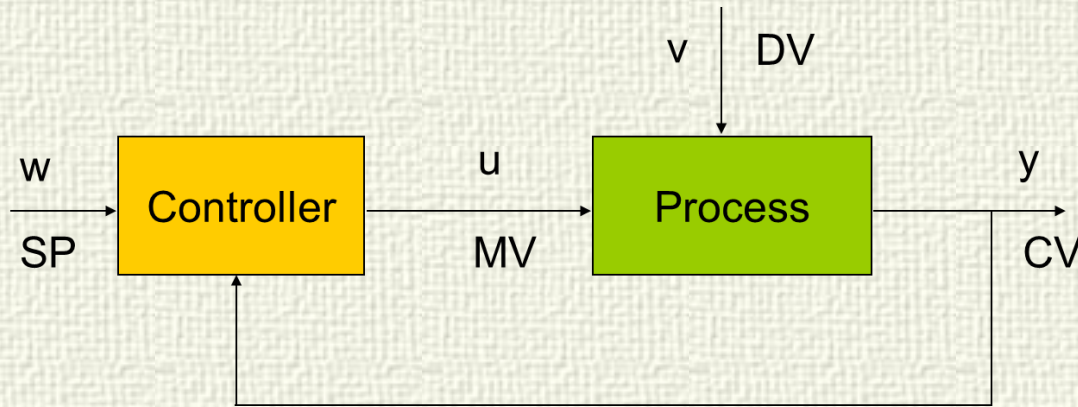 v DV
w
Controller
u
Process
y
SP
MV
CV